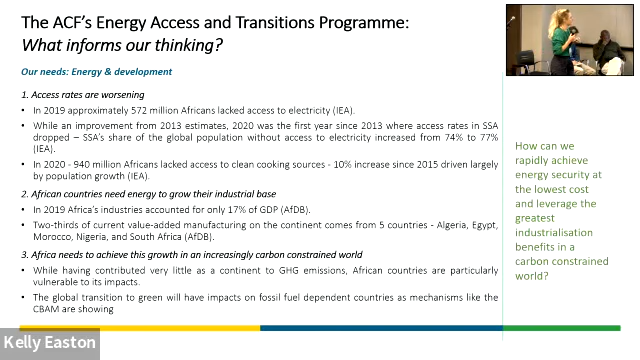 The ACF's Energy Access and Transitions Programme:
What informs our thinking?
Our needs: Energy & development
1. Access rates are worsening
• In 2019 approximately 572 million Africans lacked access to electricity (IEA).
• While an improvement from 2013 estimates, 2020 was the first year since 2013 where access rates in SSA
dropped – SSA's share of the global population without access to electricity increased from 74% to 77%
(IEA).
• In 2020 - 940 million Africans lacked access to clean cooking sources - 10% increase since 2015 driven largely
by population growth (IEA).
2. African countries need energy to grow their industrial base
• In 2019 Africa's industries accounted for only 17% of GDP (AfDB).
• Two-thirds of current value-added manufacturing on the continent comes from 5 countries - Algeria, Egypt,
Morocco, Nigeria, and South Africa (AfDB).
3. Africa needs to achieve this growth in an increasingly carbon constrained world
• While having contributed very little as a continent to GHG emissions, African countries are particularly
vulnerable to its impacts.
• The global transition to green will have impacts on fossil fuel dependent countries as mechanisms like the
CBAM are showing
How can we
rapidly achieve
energy security at
the lowest cost
and leverage the
greatest
industrialisation
benefits in a
carbon constrained
world?
Kelly Easton